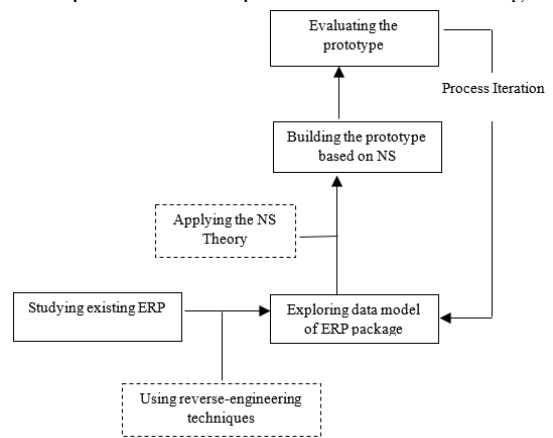 Evaluating the
prototype
Process Iteration
Building the prototype
based on NS
Applying the NS
Theory
Studying existing ERP
Exploring data model
of ERP package
Using reverse-engineering
techniques